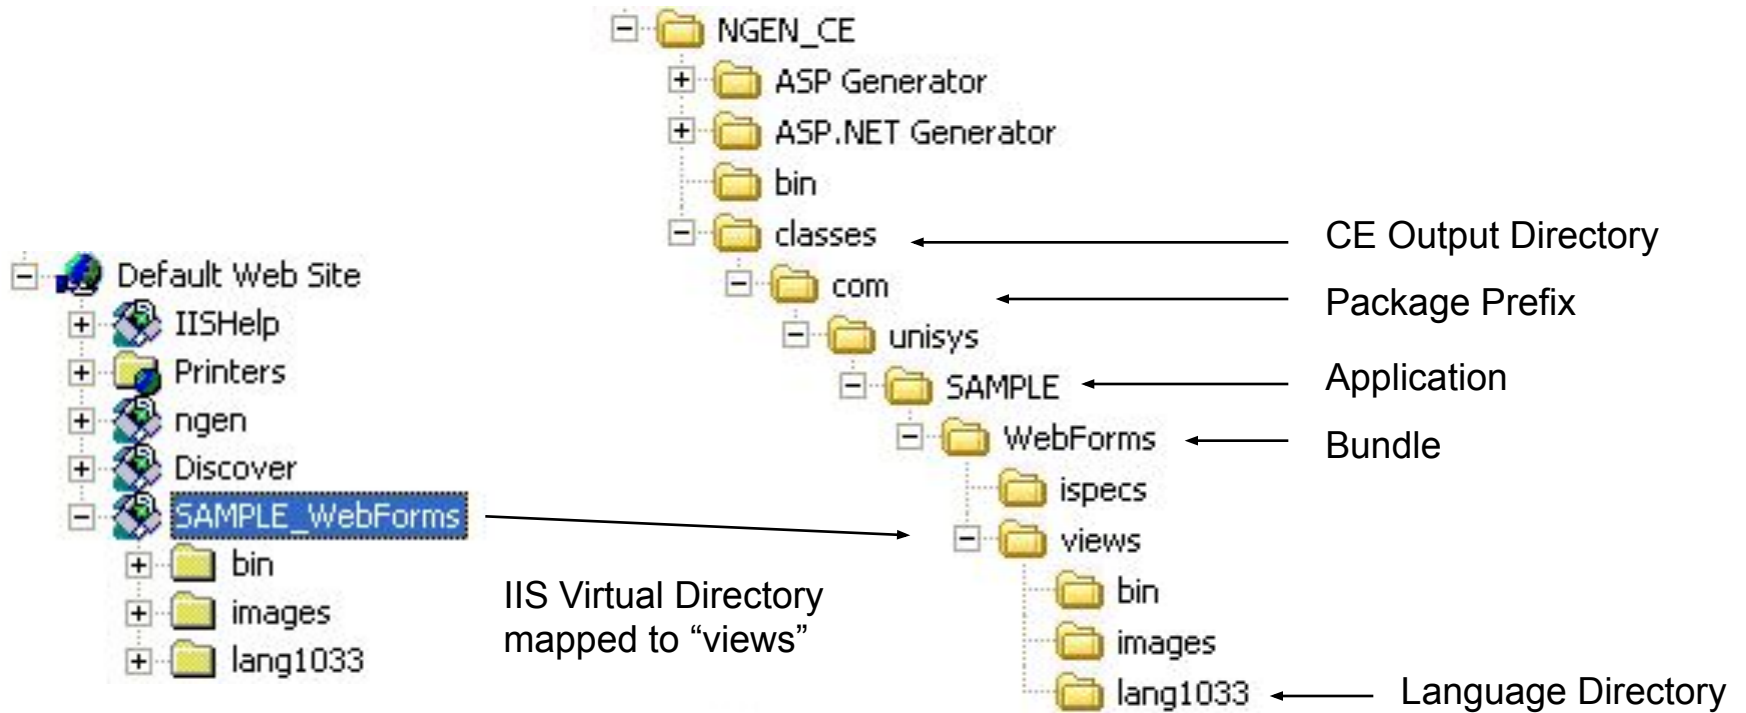 NGEN_CE
ASP Generator
ASP.NET Generator
bin
classes
CE Output Directory
com
Package Prefix
unisys
SAMPLE
Application
WebForms
Bundle
ispecs
views
bin
images
lang1033
Language Directory
Default Web Site
IISHelp
Printers
ngen
Discover
SAMPLE_WebForms
bin
images
lang1033
IIS Virtual Directory
mapped to “views”